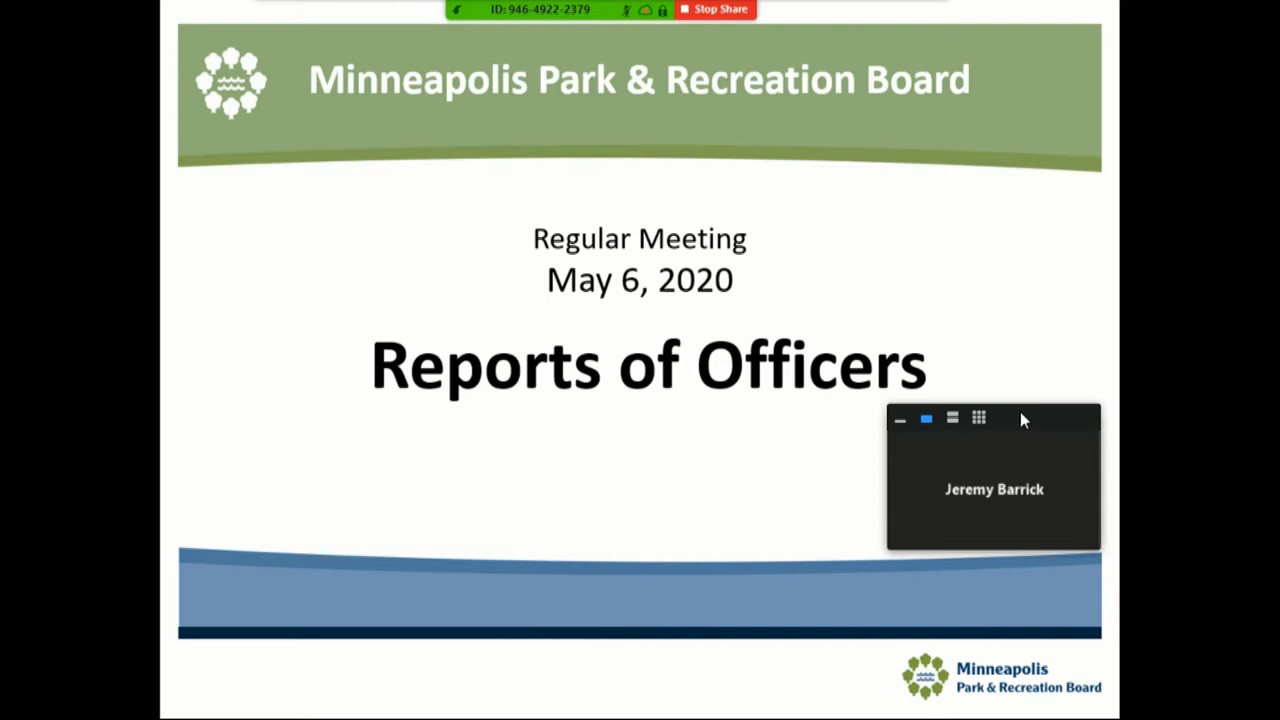 ID: 946-4922-2379
Stop Share
Minneapolis Park & Recreation Board
Regular Meeting
May 6, 2020
Reports of Officers
Jeremy Barrick
Minneapolis
Park & Recreation Board